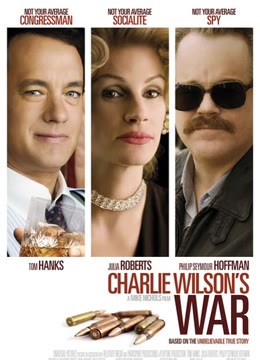 NOT YOUR AVERAGE
CONGRESSMAN
NOT YOUR AVERAGE
SOCIALITE
NOT YOUR AVERAGE
SPY
TOM HANKS
JULIA ROBERTS
PHILIP SEYMOUR HOFFMAN
CHARLIE WILSON'S
A MIKE NICHOLS FILM
WAR
BASED ON THE UNBELIEVABLE TRUE STORY